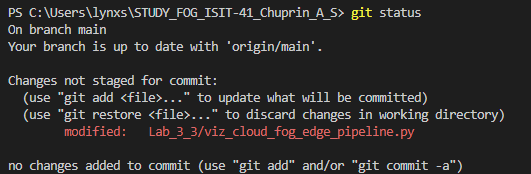 PS C:\Users\lynxs\STUDY_FOG_ISIT-41_Chuprin_A_S> git status
On branch main
Your branch is up to date with 'origin/main'.
Changes not staged for commit:
  (use "git add <file>..." to update what will be committed)
  (use "git restore <file>..." to discard changes in working directory)
        modified:   Lab_3_3/viz_cloud_fog_edge_pipeline.py
no changes added to commit (use "git add" and/or "git commit -a")